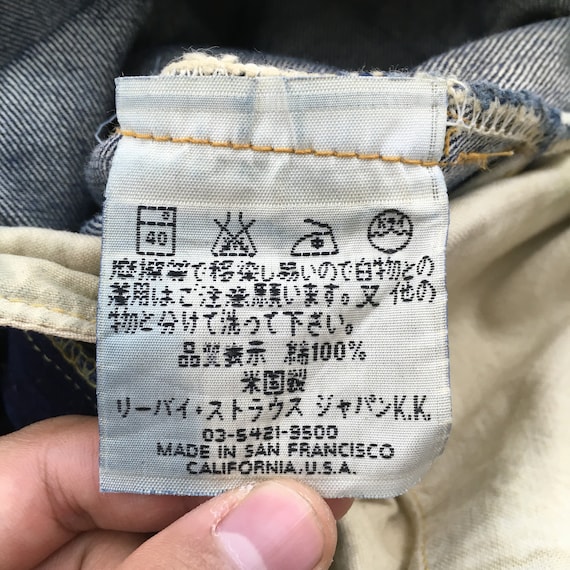 40
摩擦等で移染し易いので白物との
着用はご注意願います。又 他の
物と分けて洗って下さい。
品質表示 綿100%
米国製
リーバイ・ストラウス ジャパンK.K.
03-5421-9500
MADE IN SAN FRANCISCO
CALIFORNIA.U.S.A.